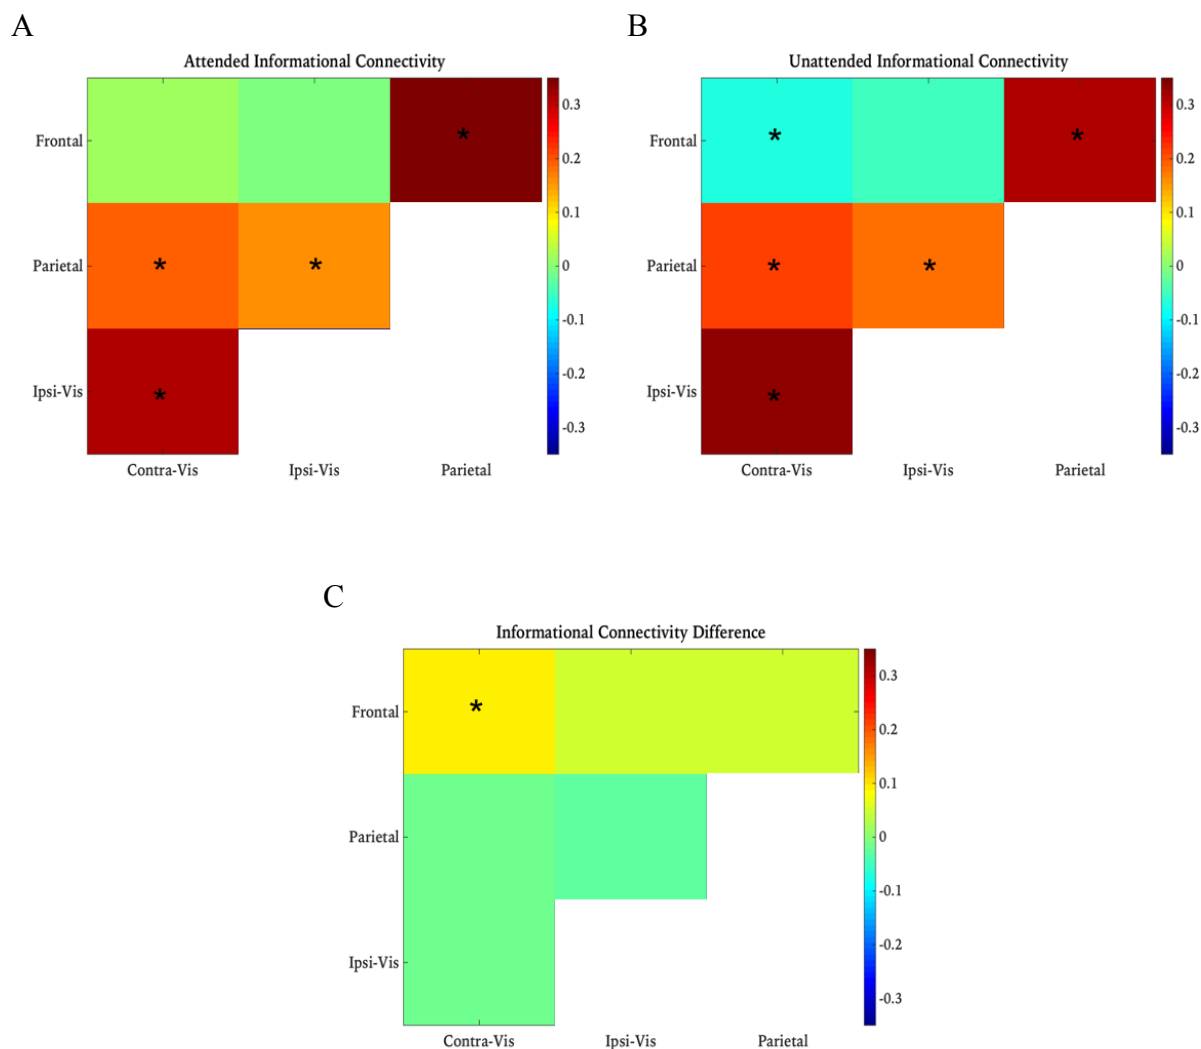 A
B
Attended Informational Connectivity
Unattended Informational Connectivity
Frontal
*
0.3
Frontal
*
*
0.3
0.2
0.2
0.1
0.1
Parietal
*
*
0
Parietal
*
*
0
-0.1
-0.1
-0.2
-0.2
Ipsi-Vis
*
-0.3
Ipsi-Vis
*
-0.3
Contra-Vis
Ipsi-Vis
Parietal
Contra-Vis
Ipsi-Vis
Parietal
C
Informational Connectivity Difference
Frontal
*
0.3
0.2
0.1
Parietal
0
-0.1
-0.2
Ipsi-Vis
-0.3
Contra-Vis
Ipsi-Vis
Parietal